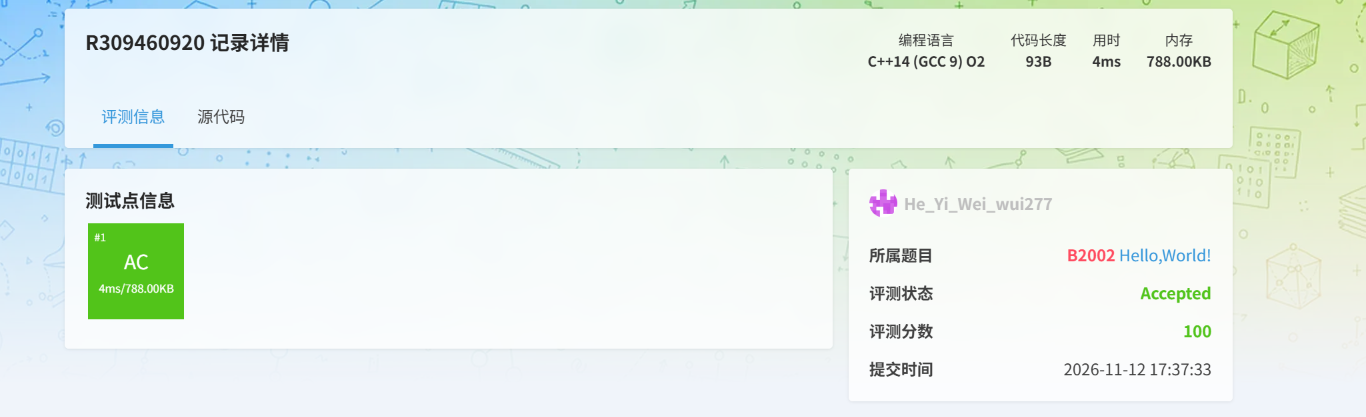 R309460920 记录详情
编程语言 代码长度 用时 内存
C++14 (GCC 9) O2 93B 4ms 788.00KB
评测信息 源代码
测试点信息
#1
AC
4ms/788.00KB
He_Yi_Wei_wui277
所属题目 B2002 Hello,World!
评测状态 Accepted
评测分数 100
提交时间 2026-11-12 17:37:33